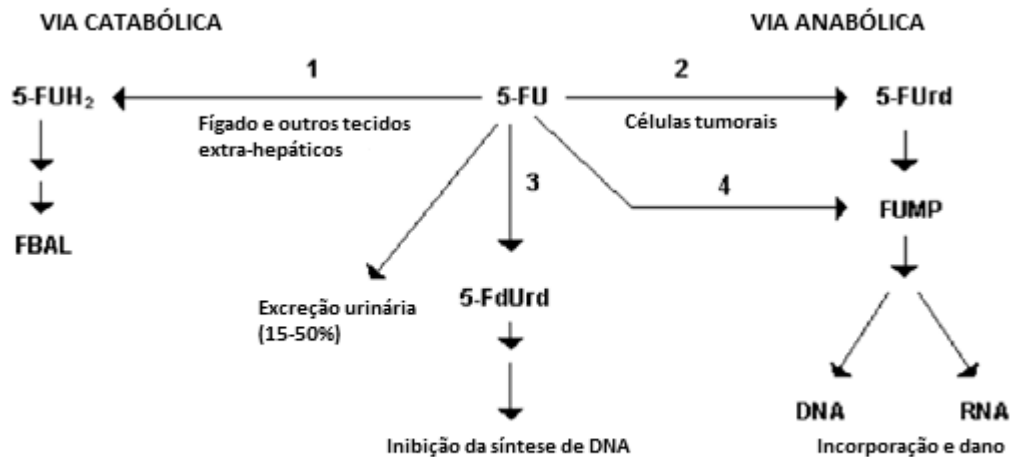 VIA CATABÓLICA
VIA ANABÓLICA
1
2
5-FUH₂
5-FU
5-FUrd
Fígado e outros tecidos
extra-hepáticos
Células tumorais
3
4
FUMP
FBAL
Excreção urinária
(15-50%)
5-FdUrd
DNA
RNA
Inibição da síntese de DNA
Incorporação e dano